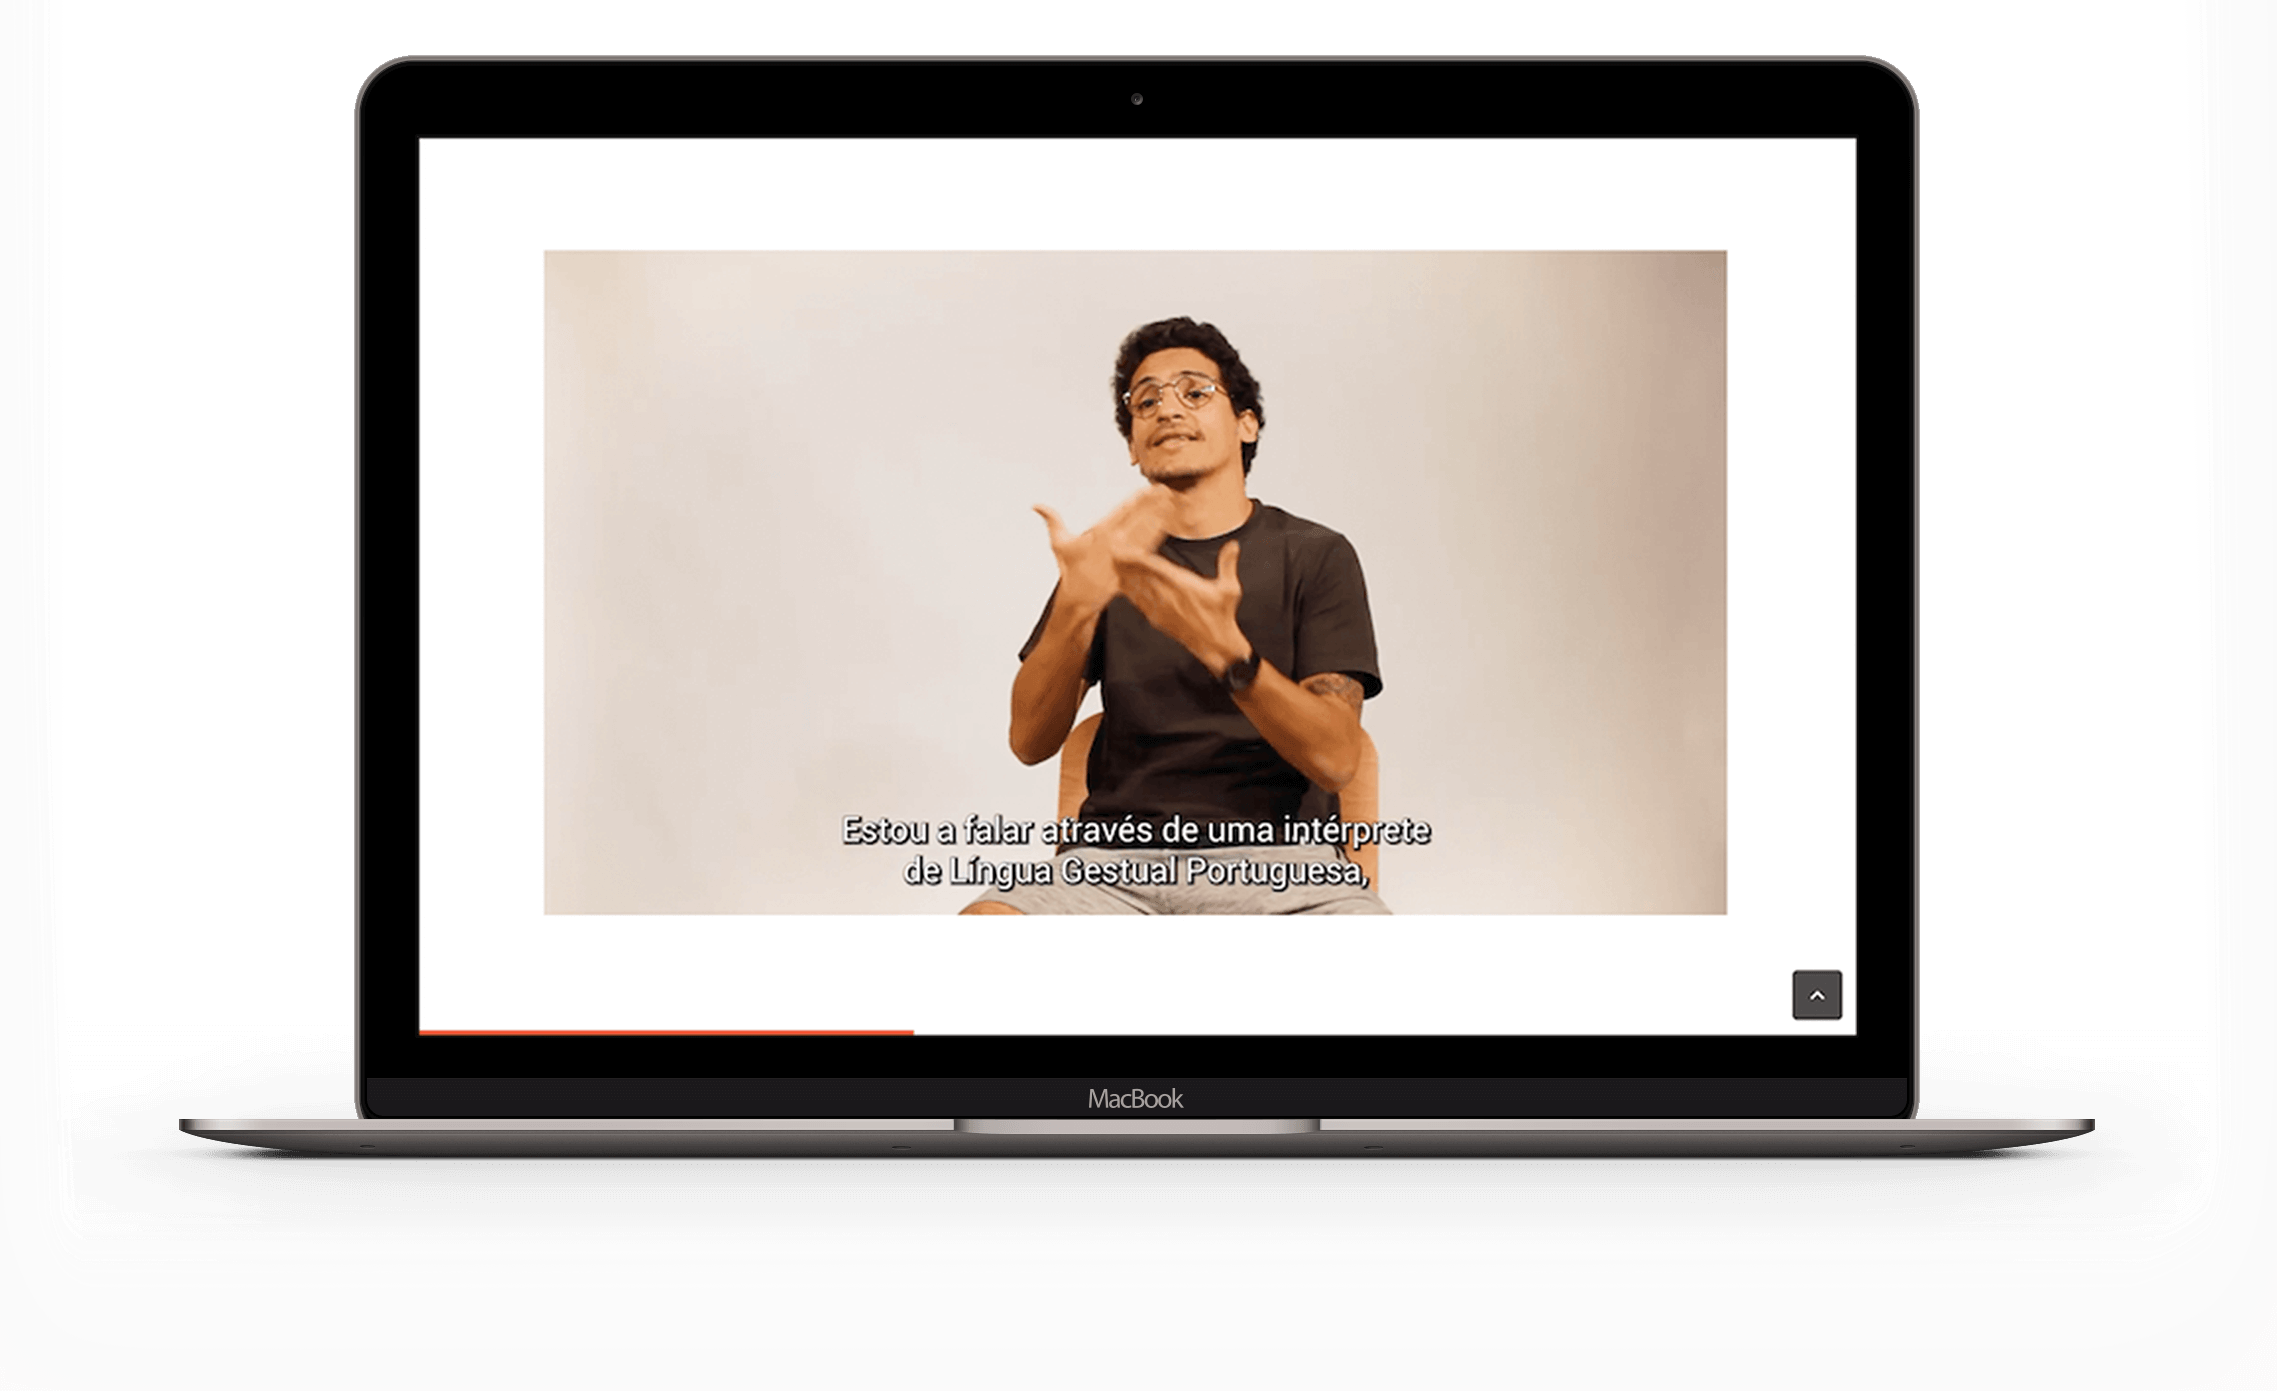 Estou a falar através de uma intérprete
de Língua Gestual Portuguesa,
MacBook